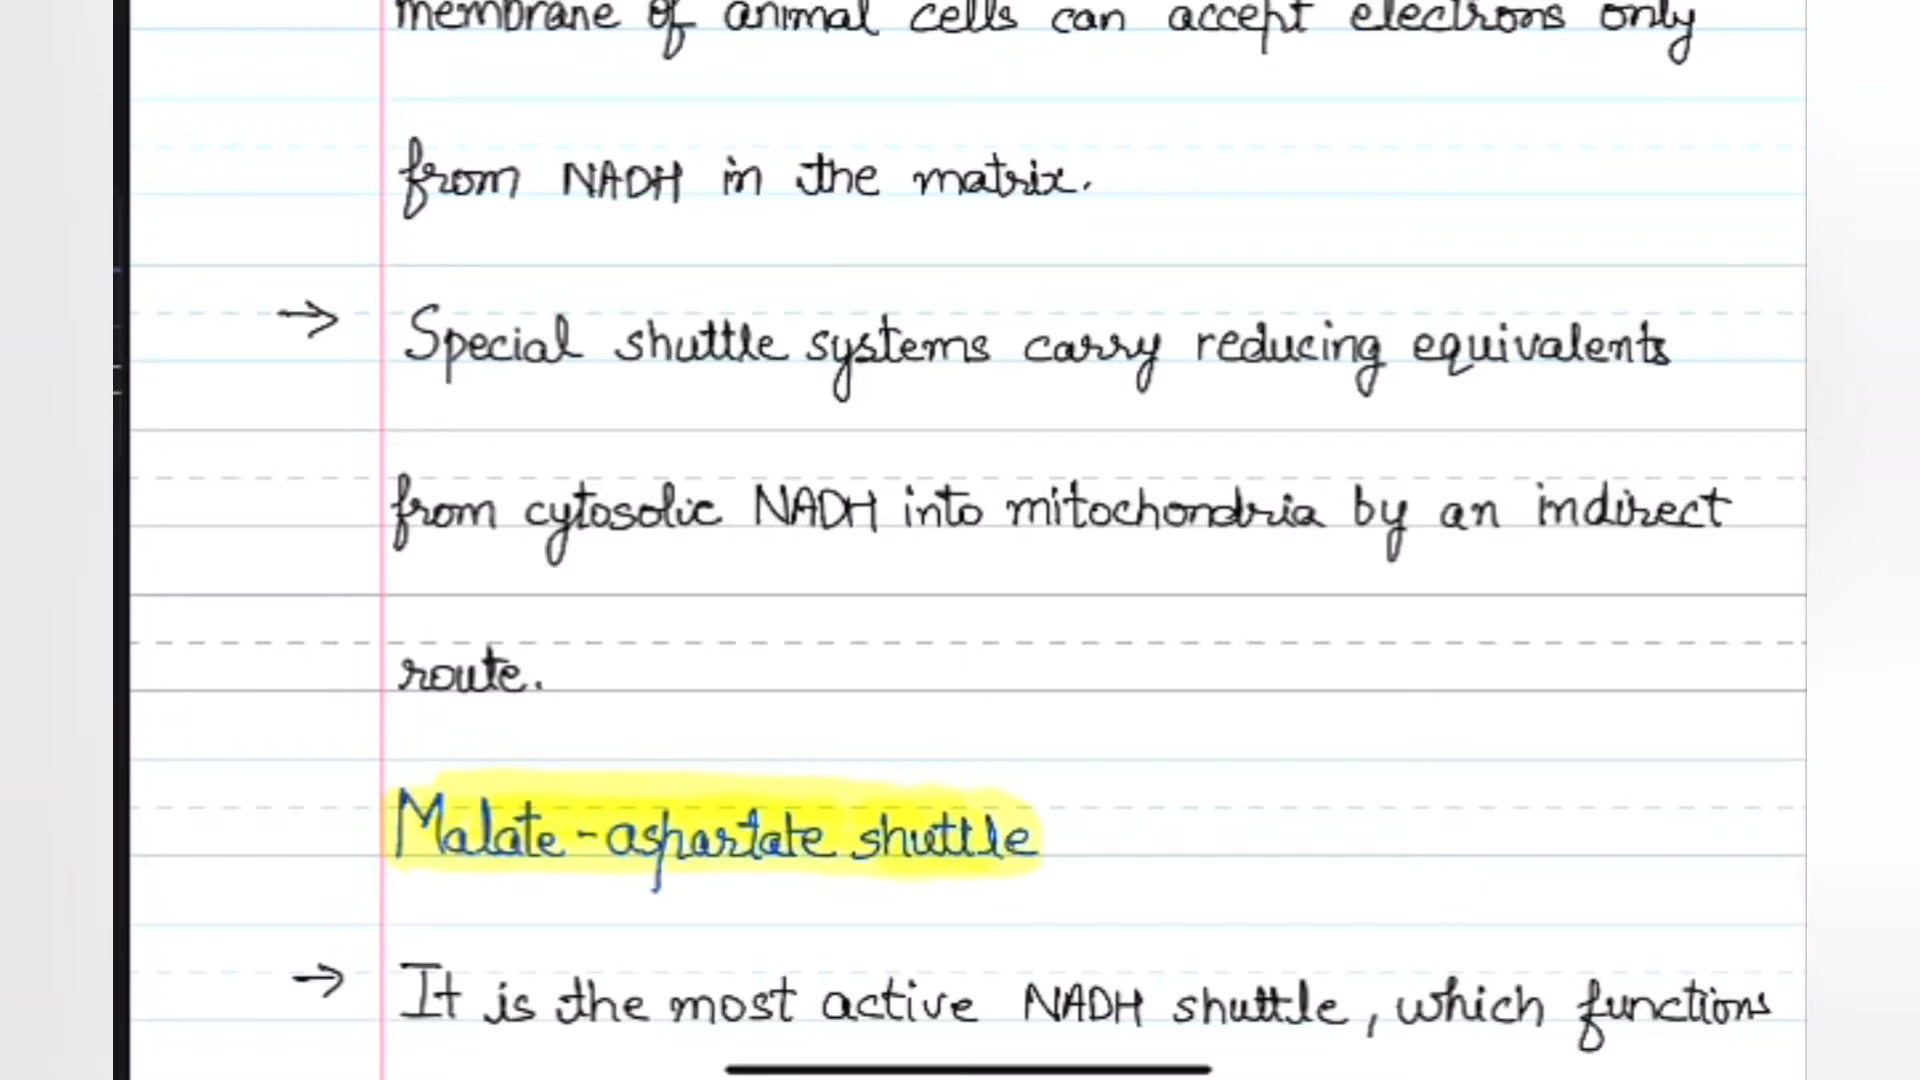 membrane of animal cells can accept electrons only
from NADH in the matrix.
→ Special shuttle systems carry reducing equivalents
from cytosolic NADH into mitochondria by an indirect
route.
Malate-aspartate shuttle
→ It is the most active NADH shuttle, which functions